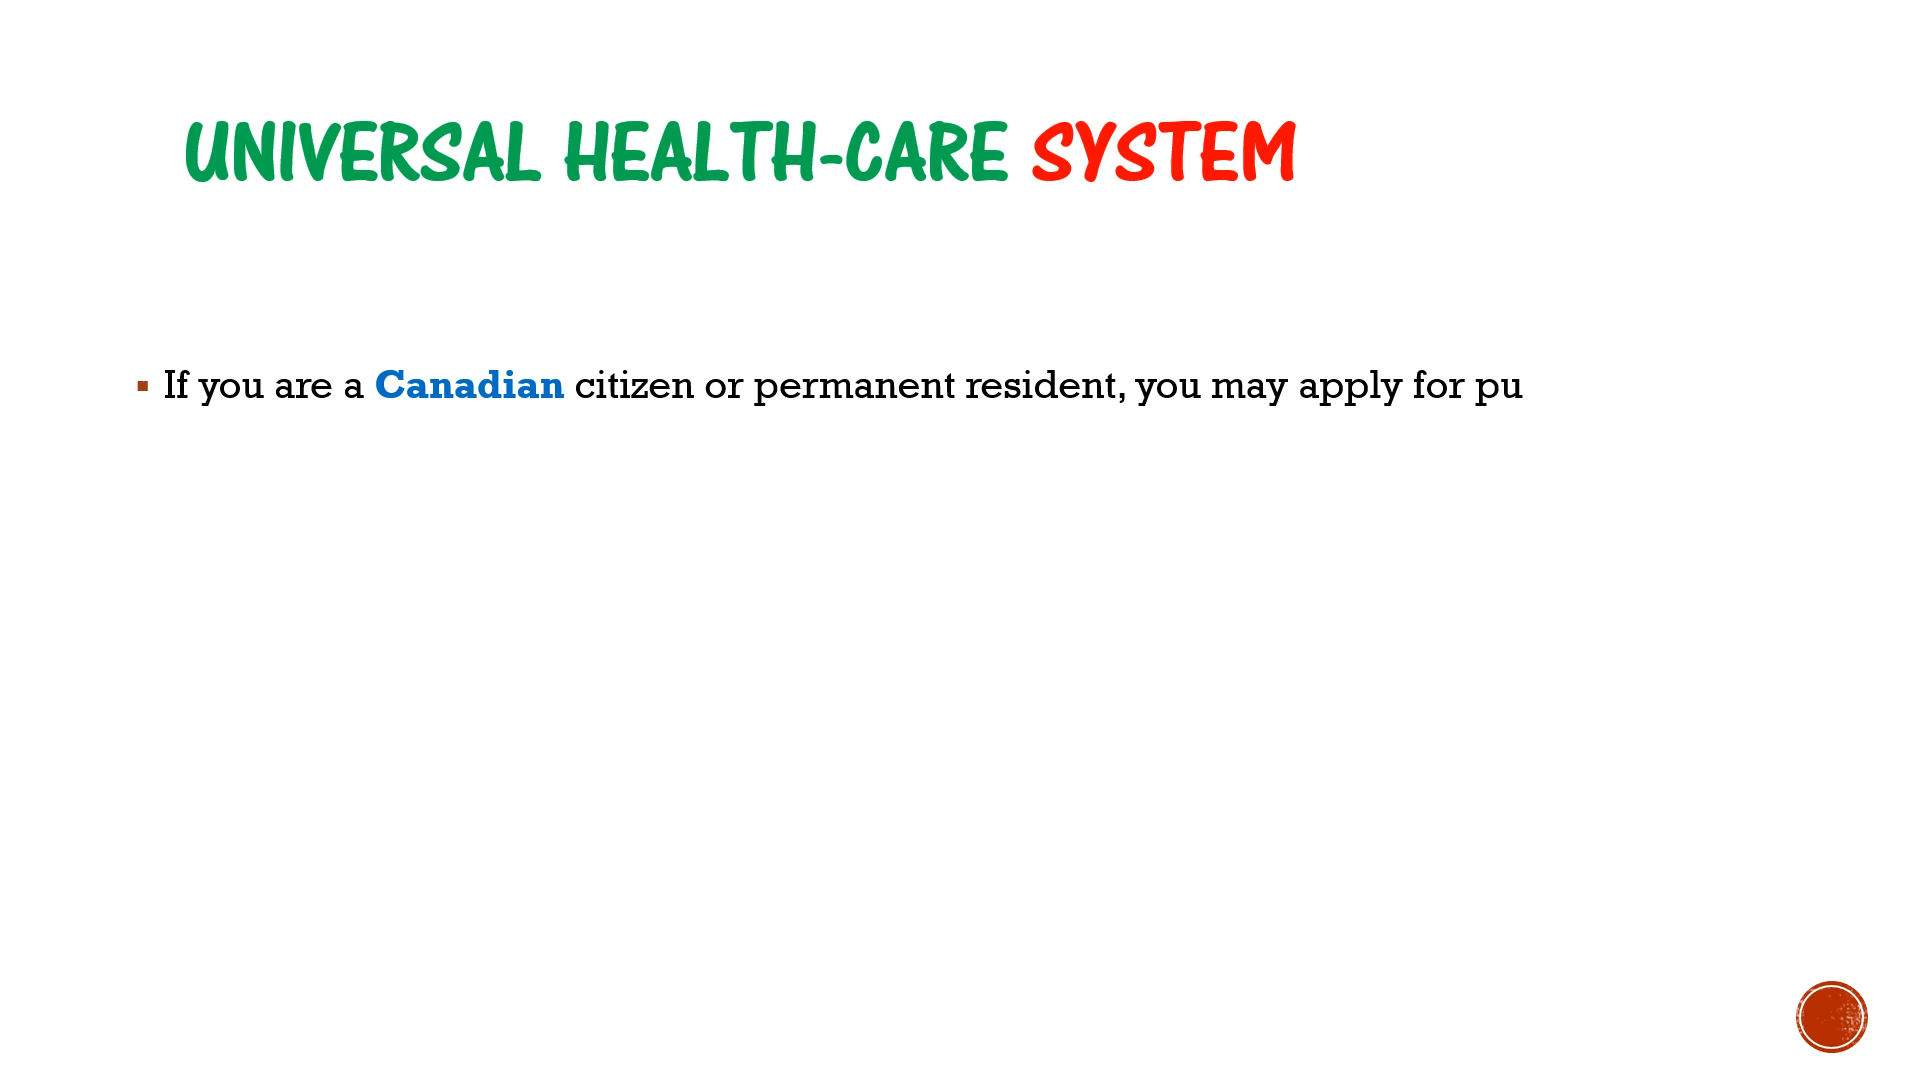 UNIVERSAL HEALTH-CARE SYSTEM
▪ If you are a Canadian citizen or permanent resident, you may apply for pu